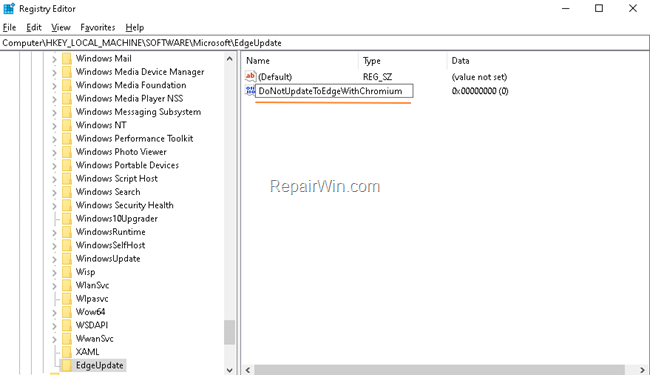 Registry Editor
File Edit View Favorites Help
Computer\HKEY_LOCAL_MACHINE\SOFTWARE\Microsoft\EdgeUpdate
Windows Mail
Windows Media Device Manager
Windows Media Foundation
Windows Media Player NSS
Windows Messaging Subsystem
Windows NT
Windows Performance Toolkit
Windows Photo Viewer
Windows Portable Devices
Windows Script Host
Windows Search
Windows Security Health
Windows10Upgrader
WindowsRuntime
WindowsSelfHost
WindowsUpdate
Wisp
WlanSvc
Wlpasvc
Wow64
WSDAPI
WwanSvc
XAML
EdgeUpdate
Name Type Data
ab (Default) REG_SZ (value not set)
DoNotUpdateToEdgeWithChromium 0x00000000 (0)
RepairWin.com